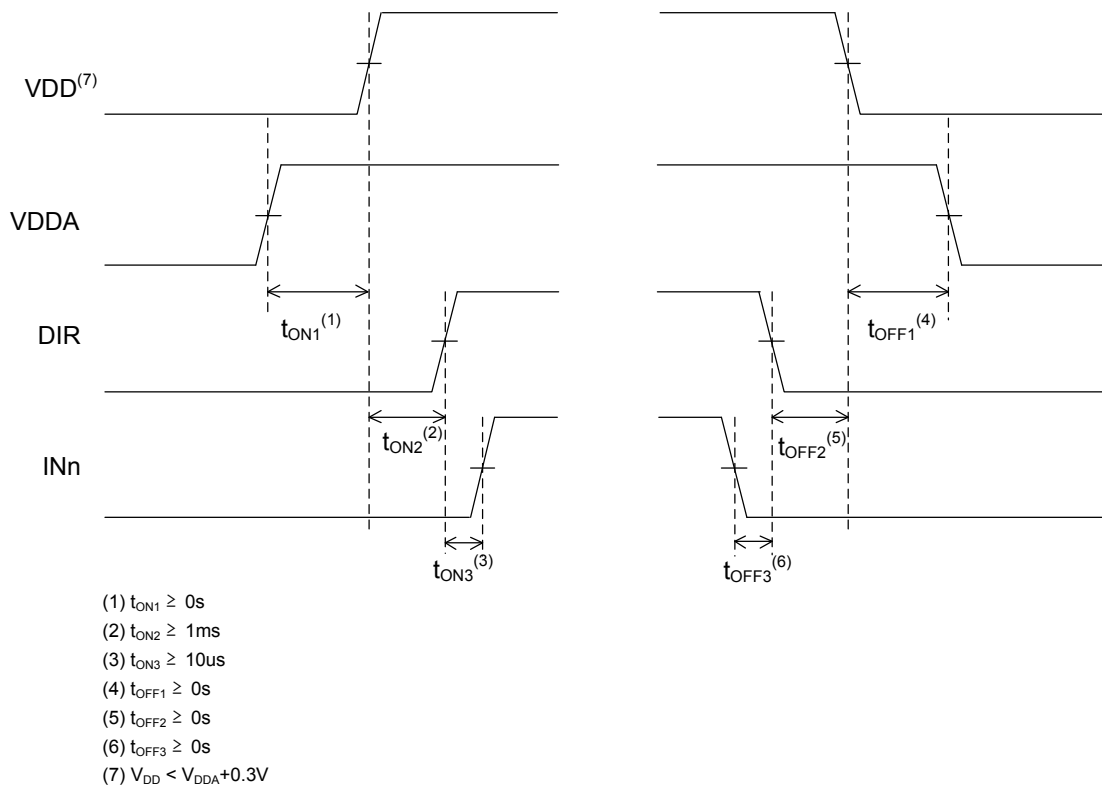 VDD(7)
VDDA
tON1(1)
tOFF1(4)
DIR
tON2(2)
tOFF2(5)
INn
tON3(3)
tOFF3(6)
(1) tON1 ≥ 0s
(2) tON2 ≥ 1ms
(3) tON3 ≥ 10us
(4) tOFF1 ≥ 0s
(5) tOFF2 ≥ 0s
(6) tOFF3 ≥ 0s
(7) VDD < VDDA+0.3V